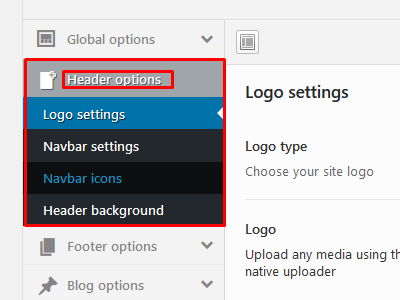 Global options
Header options
Logo settings
Navbar settings
Navbar icons
Header background
Footer options
Blog options
Logo settings
Logo type
Choose your site logo
Logo
Upload any media using th
native uploader